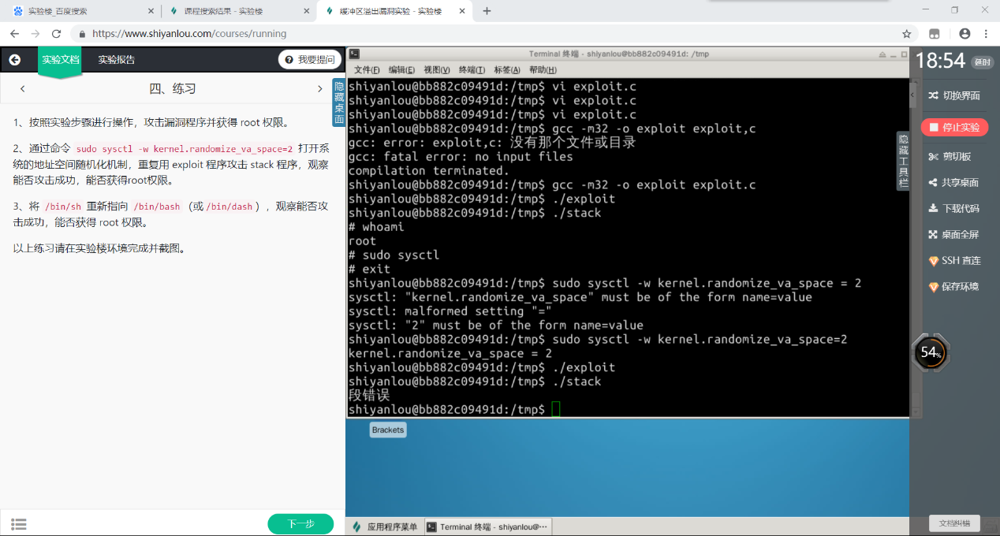 实验楼_百度搜索
课程搜索结果 - 实验楼
缓冲区溢出漏洞实验 - 实验楼
https://www.shiyanlou.com/courses/running
实验文档
实验报告
我要提问
四、练习
隐藏桌面
1、按照实验步骤进行操作，攻击漏洞程序并获得 root 权限。
2、通过命令 sudo sysctl -w kernel.randomize_va_space=2 打开系
统的地址空间随机化机制，重复用 exploit 程序攻击 stack 程序，观察
能否攻击成功，能否获得root权限。
3、将 /bin/sh 重新指向 /bin/bash （或 /bin/dash ），观察能否攻
击成功，能否获得 root 权限。
以上练习请在实验楼环境完成并截图。
下一步
Terminal 终端 - shiyanlou@bb882c09491d: /tmp
文件(F) 编辑(E) 视图(V) 终端(T) 标签(A) 帮助(H)
shiyanlou@bb882c09491d:/tmp$ vi exploit.c
shiyanlou@bb882c09491d:/tmp$ vi exploit.c
shiyanlou@bb882c09491d:/tmp$ vi exploit.c
shiyanlou@bb882c09491d:/tmp$ gcc -m32 -o exploit exploit,c
gcc: error: exploit,c: 没有那个文件或目录
gcc: fatal error: no input files
compilation terminated.
shiyanlou@bb882c09491d:/tmp$ gcc -m32 -o exploit exploit.c
shiyanlou@bb882c09491d:/tmp$ ./exploit
shiyanlou@bb882c09491d:/tmp$ ./stack
# whoami
root
# sudo sysctl
# exit
shiyanlou@bb882c09491d:/tmp$ sudo sysctl -w kernel.randomize_va_space = 2
sysctl: "kernel.randomize_va_space" must be of the form name=value
sysctl: malformed setting "="
sysctl: "2" must be of the form name=value
shiyanlou@bb882c09491d:/tmp$ sudo sysctl -w kernel.randomize_va_space=2
kernel.randomize_va_space = 2
shiyanlou@bb882c09491d:/tmp$ ./exploit
shiyanlou@bb882c09491d:/tmp$ ./stack
段错误
shiyanlou@bb882c09491d:/tmp$
Brackets
应用程序菜单
Terminal 终端 - shiyanlou@···
隐藏工具栏
18:54 延时
切换界面
停止实验
剪切板
共享桌面
下载代码
桌面全屏
SSH 直连
保存环境
54%
文档纠错